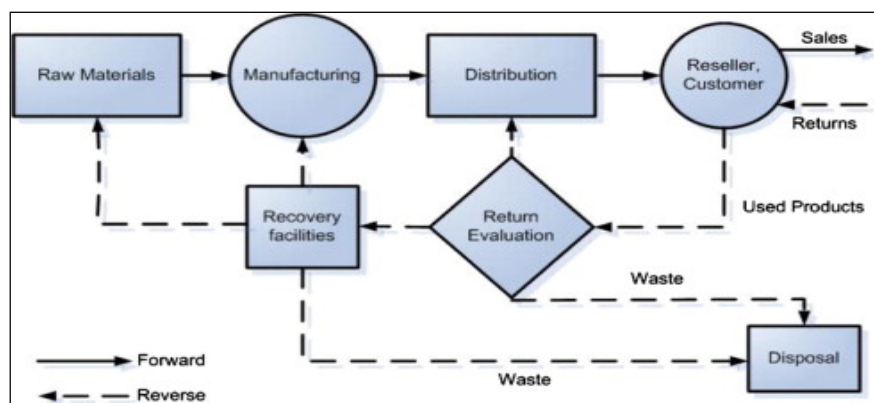 Raw Materials
Manufacturing
Distribution
Reseller,
Customer
Sales
Returns
Recovery
facilities
Return
Evaluation
Used Products
Waste
Disposal
Waste
Forward
Reverse